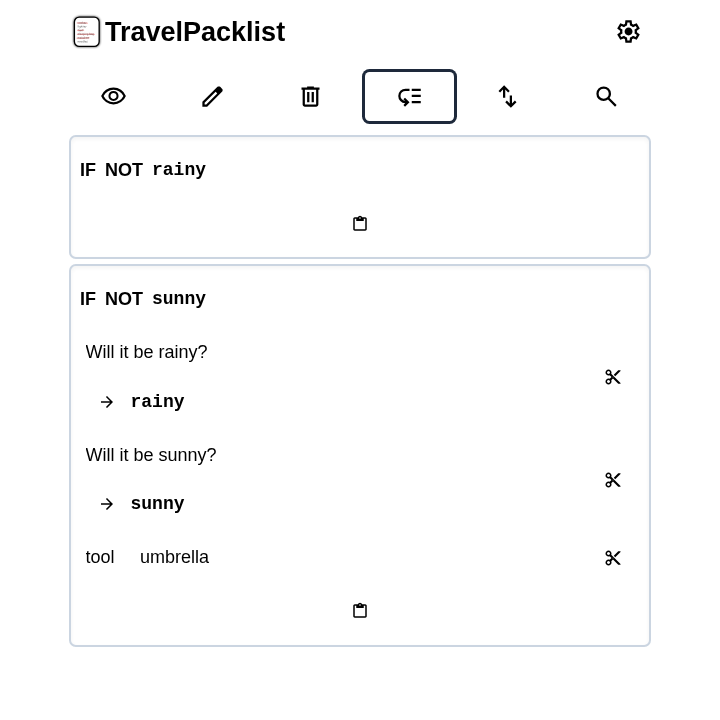 TravelPacklist
IF NOT rainy
IF NOT sunny
Will it be rainy?
→ rainy
Will it be sunny?
→ sunny
tool umbrella